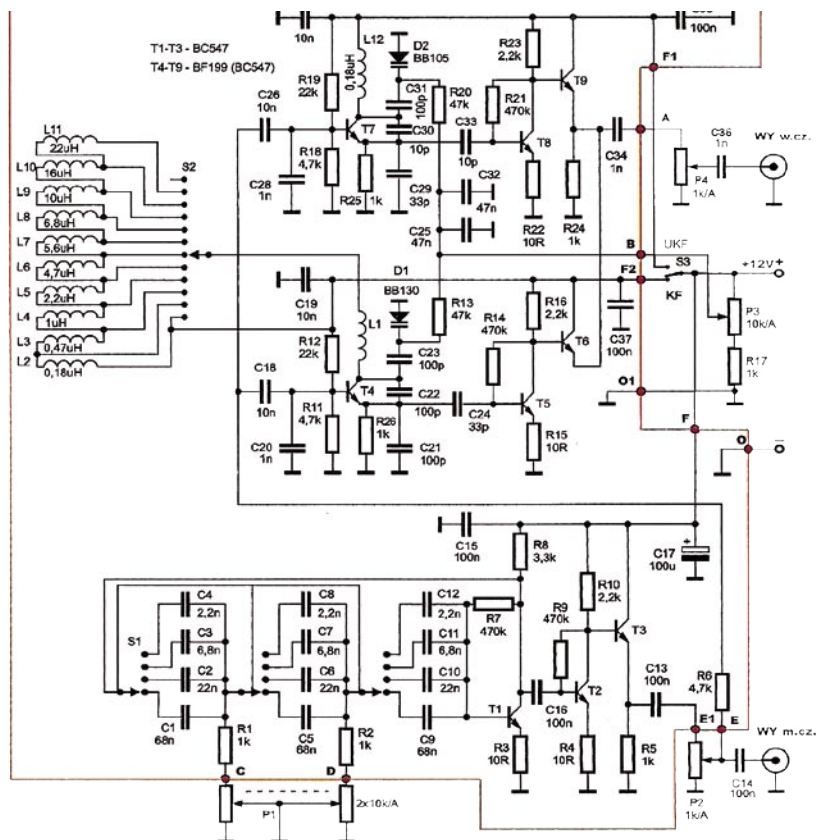 T1-T3 - BC547
T4-T9 - BF199 (BC547)
10n
L12
0,18uH
D2
BB105
R23
2,2k
100n
F1
R19
22k
C31
100p
R20
47k
R21
470k
T9
C26
10n
T7
C30
10p
C33
10p
T8
C34
1n
A
C36
1n
WY w.cz.
P4
1k/A
R18
4,7k
C28
1n
R25
1k
C29
33p
C32
47n
R22
10R
R24
1k
C25
47n
B
UKF
F2
S3
KF
+12V+
L11
22uH
L10
16uH
L9
10uH
L8
6,8uH
L7
5,6uH
L6
4,7uH
L5
2,2uH
L4
1uH
L3
0,47uH
L2
0,18uH
S2
D1
BB130
C19
10n
L1
R13
47k
R16
2,2k
R14
470k
T6
C37
100n
P3
10k/A
R17
1k
R12
22k
C23
100p
C18
10n
T4
C22
100p
C24
33p
T5
O1
R11
4,7k
R26
1k
C20
1n
C21
100p
R15
10R
F
O
–
C15
100n
R8
3,3k
+
C17
100u
C4
2,2n
C8
2,2n
C12
2,2n
R7
470k
R9
470k
R10
2,2k
T3
S1
C3
6,8n
C7
6,8n
C11
6,8n
C2
22n
C6
22n
C10
22n
C1
68n
C5
68n
C9
68n
T1
C16
100n
T2
C13
100n
R6
4,7k
R1
1k
R2
1k
R3
10R
R4
10R
R5
1k
E1
E
WY m.cz.
C
D
P1
2x10k/A
P2
1k/A
C14
100n